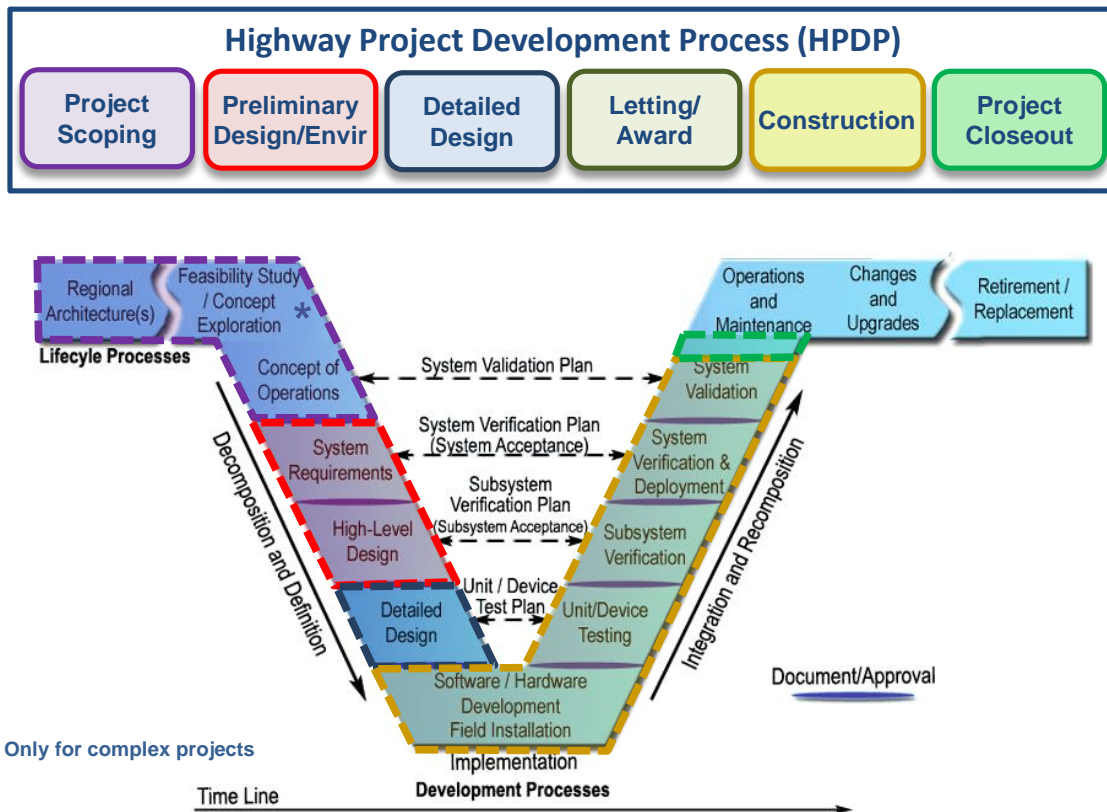 Highway Project Development Process (HPDP)
Project
Scoping
Preliminary
Design/Envir
Detailed
Design
Letting/
Award
Construction
Project
Closeout
Regional
Architecture(s)
Feasibility Study
/ Concept
Exploration
*
Lifecyle Processes
Concept of
Operations
System
Requirements
High-Level
Design
Detailed
Design
Decomposition and Definition
System Validation Plan
System Verification Plan
(System Acceptance)
Subsystem
Verification Plan
(Subsystem Acceptance)
Unit / Device
Test Plan
Software / Hardware
Development
Field Installation
Implementation
Development Processes
Operations
and
Maintenance
Changes
and
Upgrades
Retirement /
Replacement
System
Validation
System
Verification &
Deployment
Subsystem
Verification
Unit/Device
Testing
Integration and Recomposition
Document/Approval
Only for complex projects
Time Line